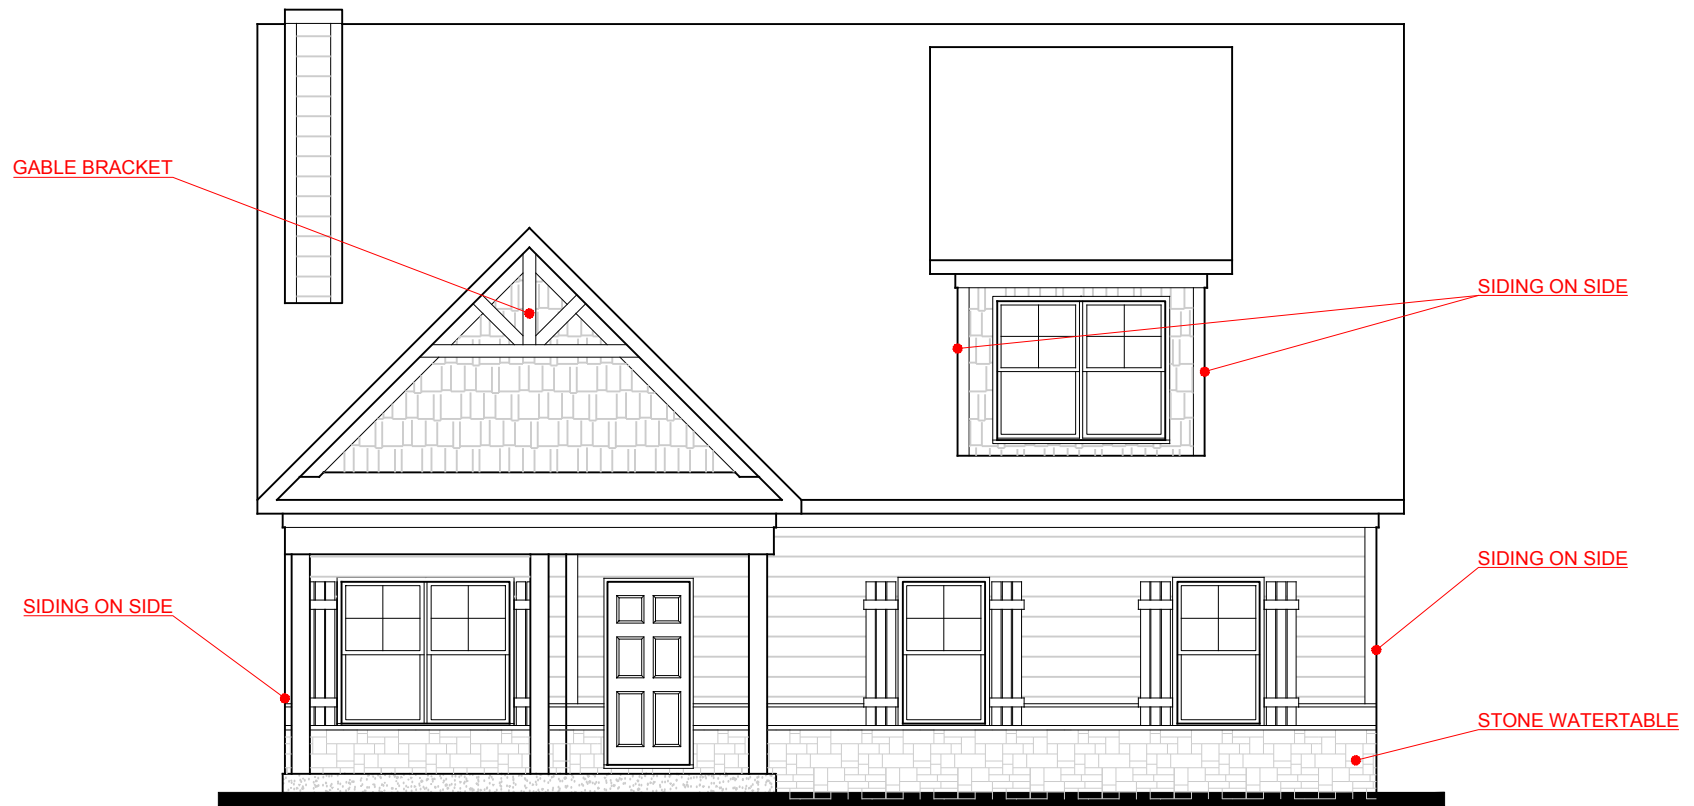 GABLE BRACKET
SIDING ON SIDE
SIDING ON SIDE
SIDING ON SIDE
STONE WATERTABLE